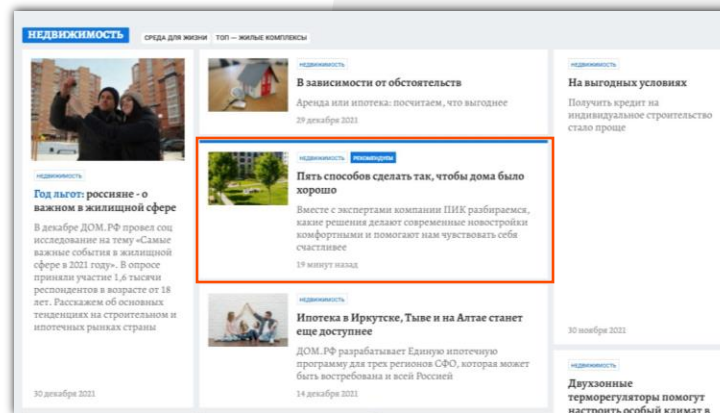 НЕДВИЖИМОСТЬ СРЕДА ДЛЯ ЖИЗНИ ТОП — ЖИЛЫЕ КОМПЛЕКСЫ
НЕДВИЖИМОСТЬ
Год льгот: россияне - о
важном в жилищной сфере
В декабре ДОМ.РФ провел соц
исследование на тему «Самые
важные события в жилищной
сфере в 2021 году». В опросе
приняли участие 1,6 тысячи
респондентов в возрасте от 18
лет. Расскажем об основных
тенденциях на строительном и
ипотечных рынках страны
30 декабря 2021
НЕДВИЖИМОСТЬ
В зависимости от обстоятельств
Аренда или ипотека: посчитаем, что выгоднее
29 декабря 2021
НЕДВИЖИМОСТЬ РЕКОМЕНДУЕМ
Пять способов сделать так, чтобы дома было
хорошо
Вместе с экспертами компании ПИК разбираемся,
какие решения делают современные новостройки
комфортными и помогают нам чувствовать себя
счастливее
19 минут назад
НЕДВИЖИМОСТЬ
Ипотека в Иркутске, Тыве и на Алтае станет
еще доступнее
ДОМ.РФ разрабатывает Единую ипотечную
программу для трех регионов СФО, которая может
быть востребована и всей Россией
14 декабря 2021
НЕДВИЖИМОСТЬ
На выгодных условиях
Получить кредит на
индивидуальное строительство
стало проще
30 ноября 2021
НЕДВИЖИМОСТЬ
Двухзонные
терморегуляторы помогут
настроить особый климат в